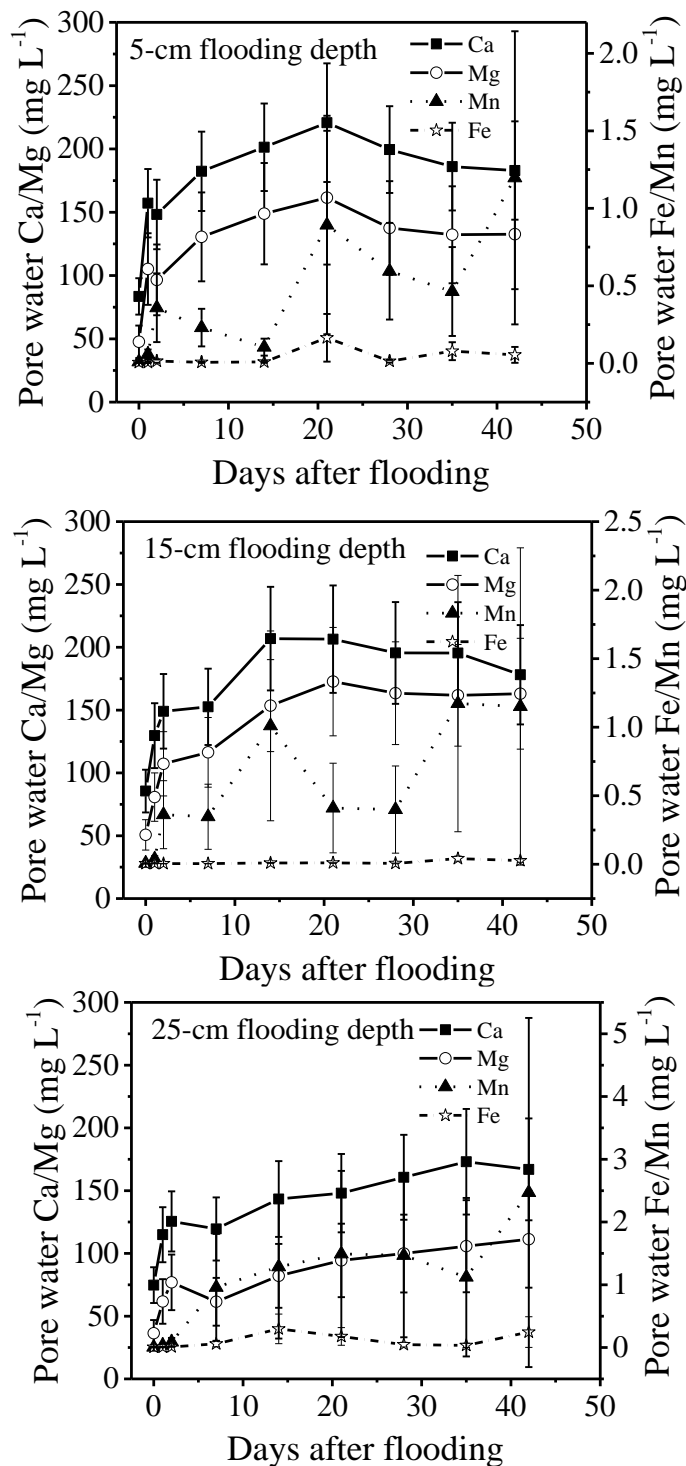 300
5-cm flooding depth
Ca
2.0
250
Mg
Mn
200
Fe
1.5
150
1.0
100
0.5
50
0.0
0
0 10 20 30 40 50
Pore water Ca/Mg (mg L-1)
Pore water Fe/Mn (mg L-1)
Days after flooding
300
2.5
15-cm flooding depth
Ca
250
Mg
2.0
Mn
200
Fe
1.5
150
1.0
100
0.5
50
0.0
0
0 10 20 30 40 50
Pore water Ca/Mg (mg L-1)
Pore water Fe/Mn (mg L-1)
Days after flooding
300
25-cm flooding depth
Ca
5
250
Mg
Mn
4
200
Fe
3
150
2
100
1
50
0
0
0 10 20 30 40 50
Pore water Ca/Mg (mg L-1)
Pore water Fe/Mn (mg L-1)
Days after flooding